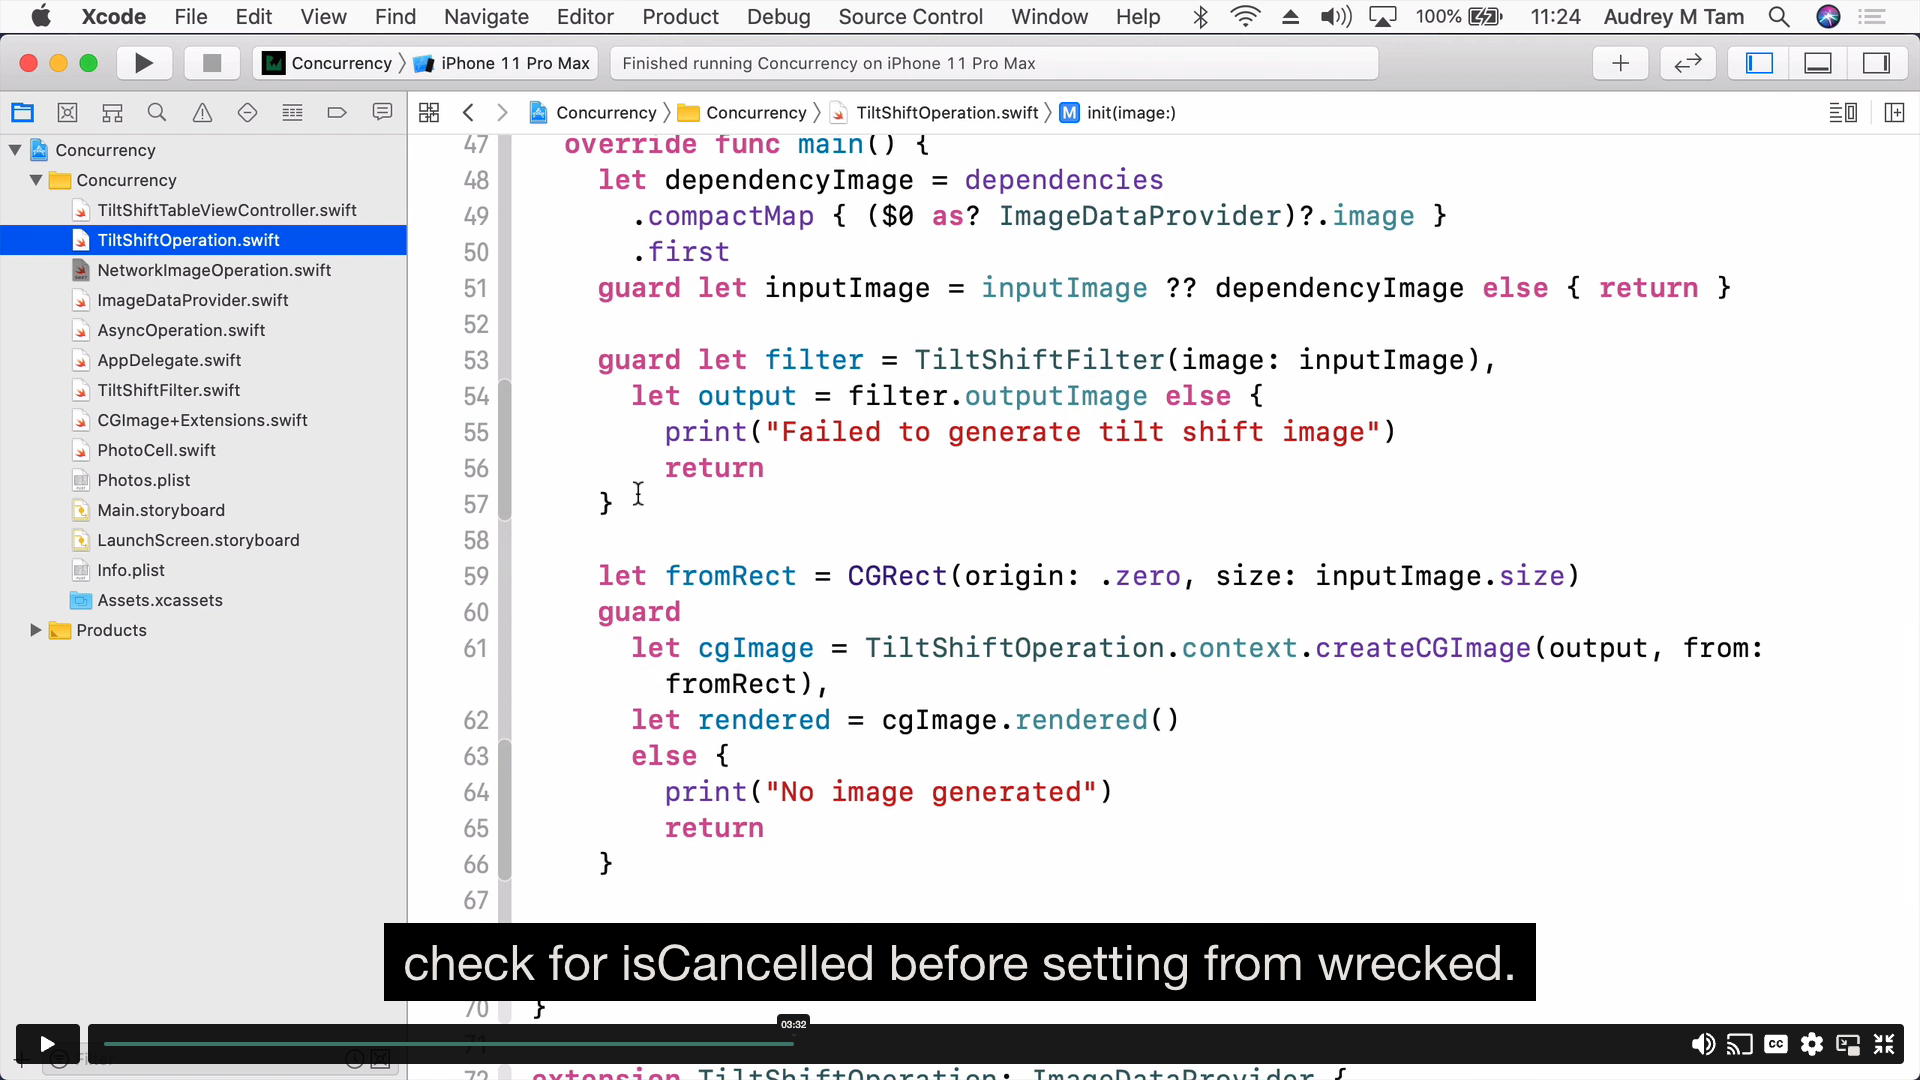 Xcode File Edit View Find Navigate Editor Product Debug Source Control Window Help 100% 11:24 Audrey M Tam
Concurrency iPhone 11 Pro Max Finished running Concurrency on iPhone 11 Pro Max
Concurrency Concurrency TiltShiftOperation.swift M init(image:)
Concurrency
Concurrency
TiltShiftTableViewController.swift
TiltShiftOperation.swift
NetworkImageOperation.swift
ImageDataProvider.swift
AsyncOperation.swift
AppDelegate.swift
TiltShiftFilter.swift
CGImage+Extensions.swift
PhotoCell.swift
Photos.plist
Main.storyboard
LaunchScreen.storyboard
Info.plist
Assets.xcassets
Products
47 override func main() {
48 let dependencyImage = dependencies
49 .compactMap { ($0 as? ImageDataProvider)?.image }
50 .first
51 guard let inputImage = inputImage ?? dependencyImage else { return }
52
53 guard let filter = TiltShiftFilter(image: inputImage),
54 let output = filter.outputImage else {
55 print("Failed to generate tilt shift image")
56 return
57 }
58
59 let fromRect = CGRect(origin: .zero, size: inputImage.size)
60 guard
61 let cgImage = TiltShiftOperation.context.createCGImage(output, from:
fromRect),
62 let rendered = cgImage.rendered()
63 else {
64 print("No image generated")
65 return
66 }
67
check for isCancelled before setting from wrecked.
70 }
03:32
71
Filter
CC
72 extension TiltShiftOperation: ImageDataProvider {